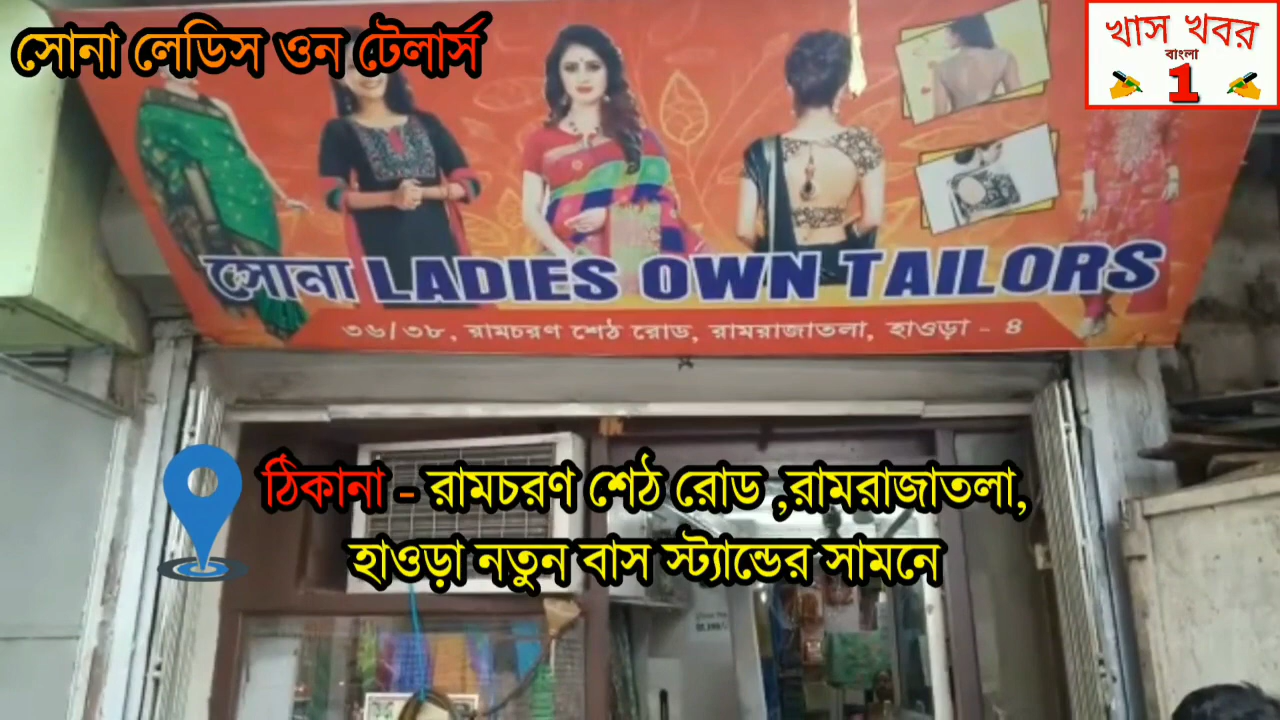 সোনা লেডিস ওন টেলার্স
খাস খবর
বাংলা
1
সোনা LADIES OWN TAILORS
৩৬/৩৮, রামচরণ শেঠ রোড, রামরাজাতলা, হাওড়া - ৪
ঠিকানা - রামচরণ শেঠ রোড ,রামরাজাতলা,
হাওড়া নতুন বাস স্ট্যান্ডের সামনে